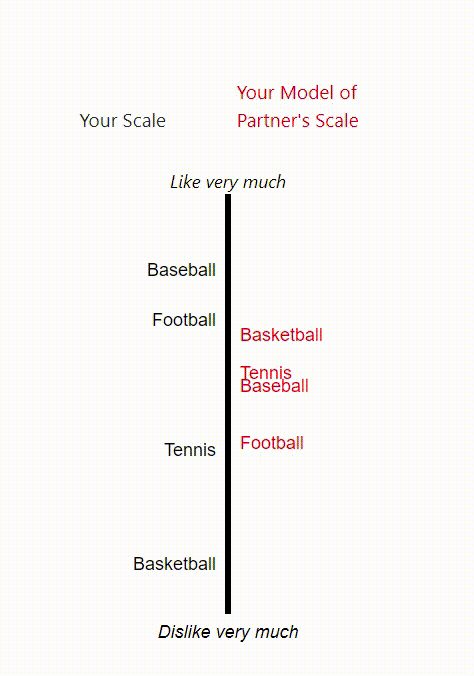 Your Model of
Your Scale Partner's Scale
Like very much
Baseball
Football
Basketball
Tennis
Baseball
Football
Tennis
Basketball
Dislike very much